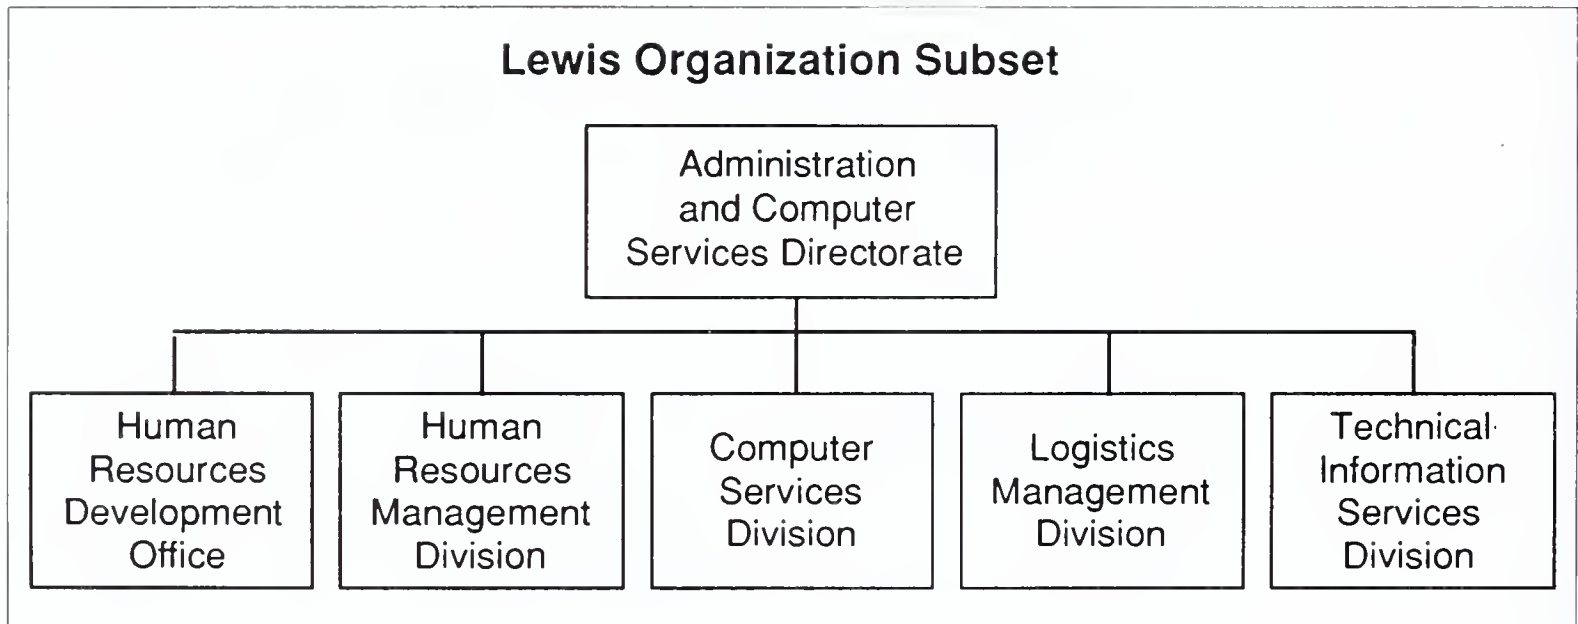 Lewis Organization Subset
Administration
and Computer
Services Directorate
Human
Resources
Development
Office
Human
Resources
Management
Division
Computer
Services
Division
Logistics
Management
Division
Technical
Information
Services
Division